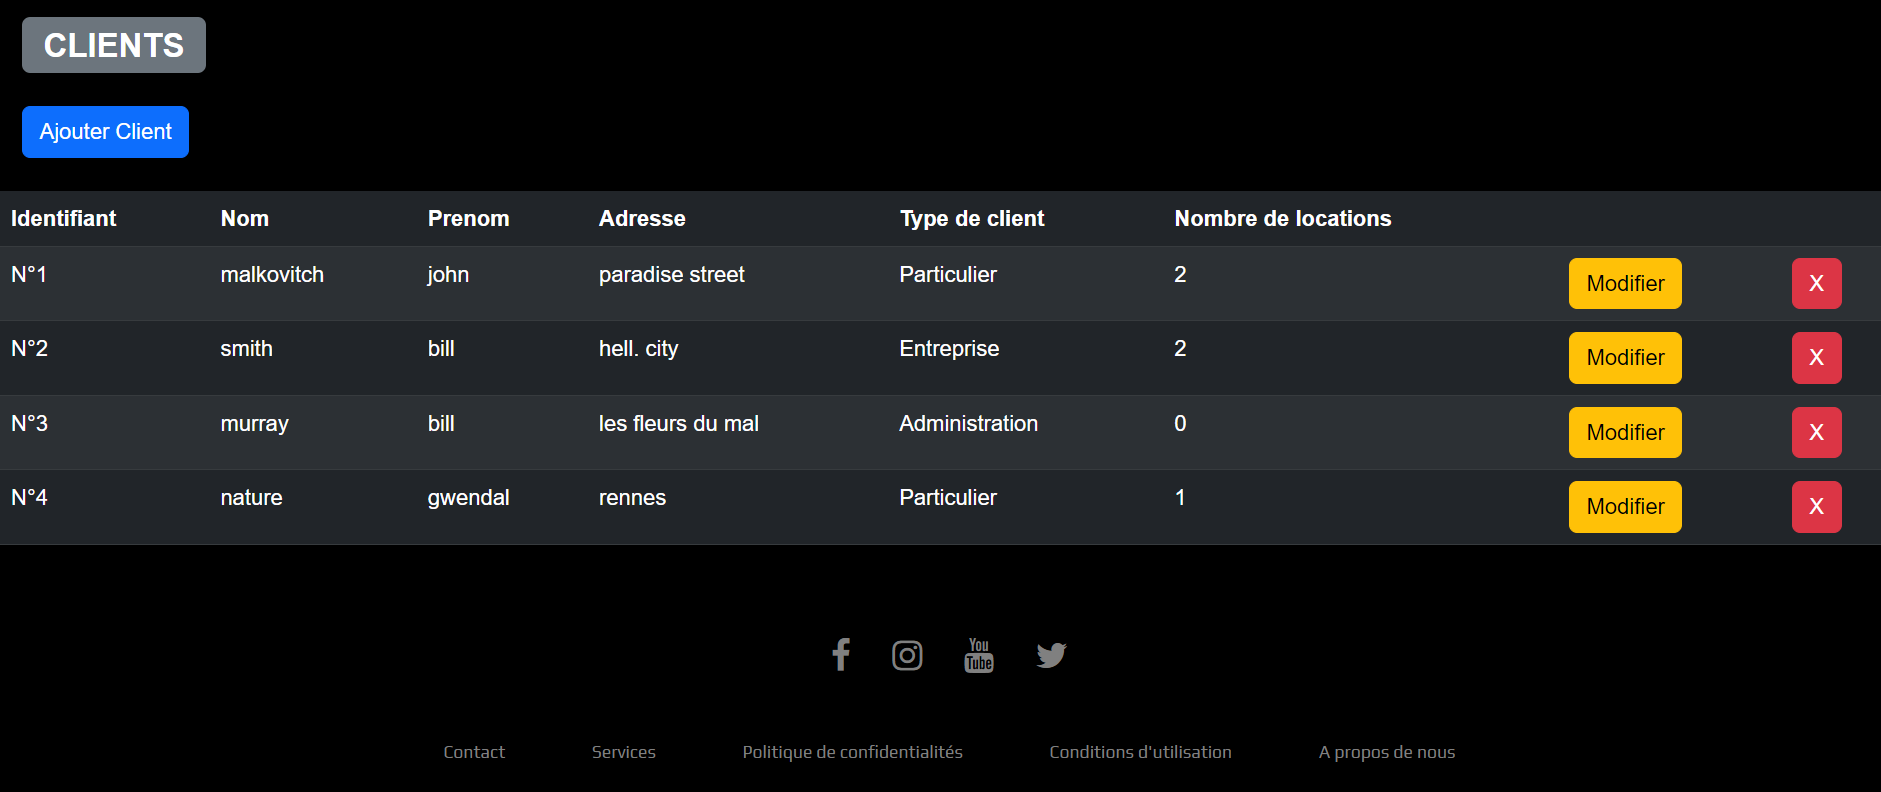 CLIENTS
Ajouter Client
Identifiant Nom Prenom Adresse Type de client Nombre de locations
N°1 malkovitch john paradise street Particulier 2 Modifier X
N°2 smith bill hell. city Entreprise 2 Modifier X
N°3 murray bill les fleurs du mal Administration 0 Modifier X
N°4 nature gwendal rennes Particulier 1 Modifier X
You
Tube
Contact Services Politique de confidentialités Conditions d'utilisation A propos de nous